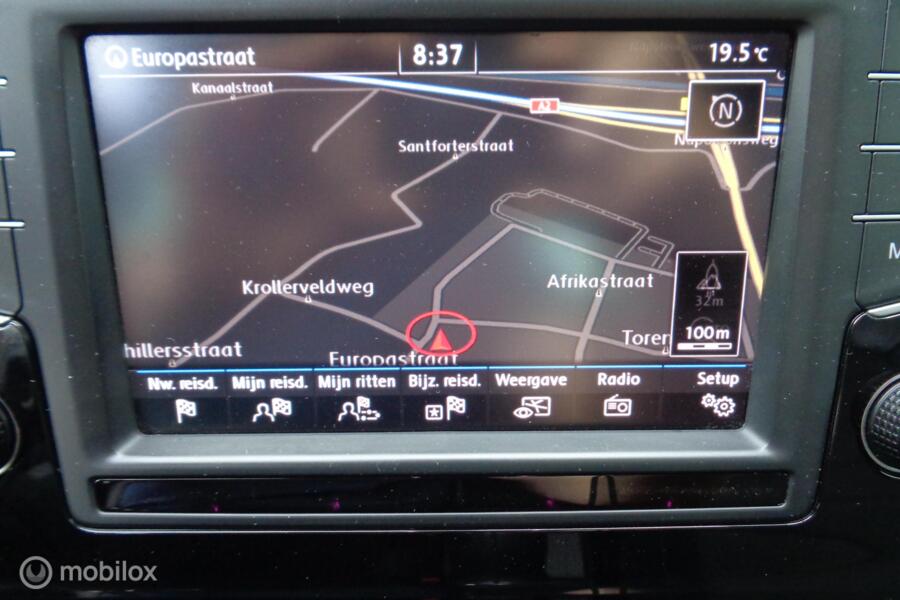 Europastraat
8:37
19.5°C
Kanaalstraat
A2
N
Santforterstraat
Krollerveldweg
Afrikastraat
32m
100m
hillersstraat
Europastraat
Toren
Nw. reisd.
Mijn reisd.
Mijn ritten
Bijz. reisd.
Weergave
Radio
Setup
M
mobilox